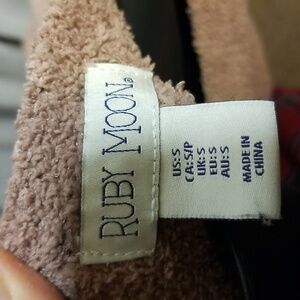 RUBY MOON®
US: S
CA: S/P
UK: S
EU: S
AU: S
MADE IN
CHINA